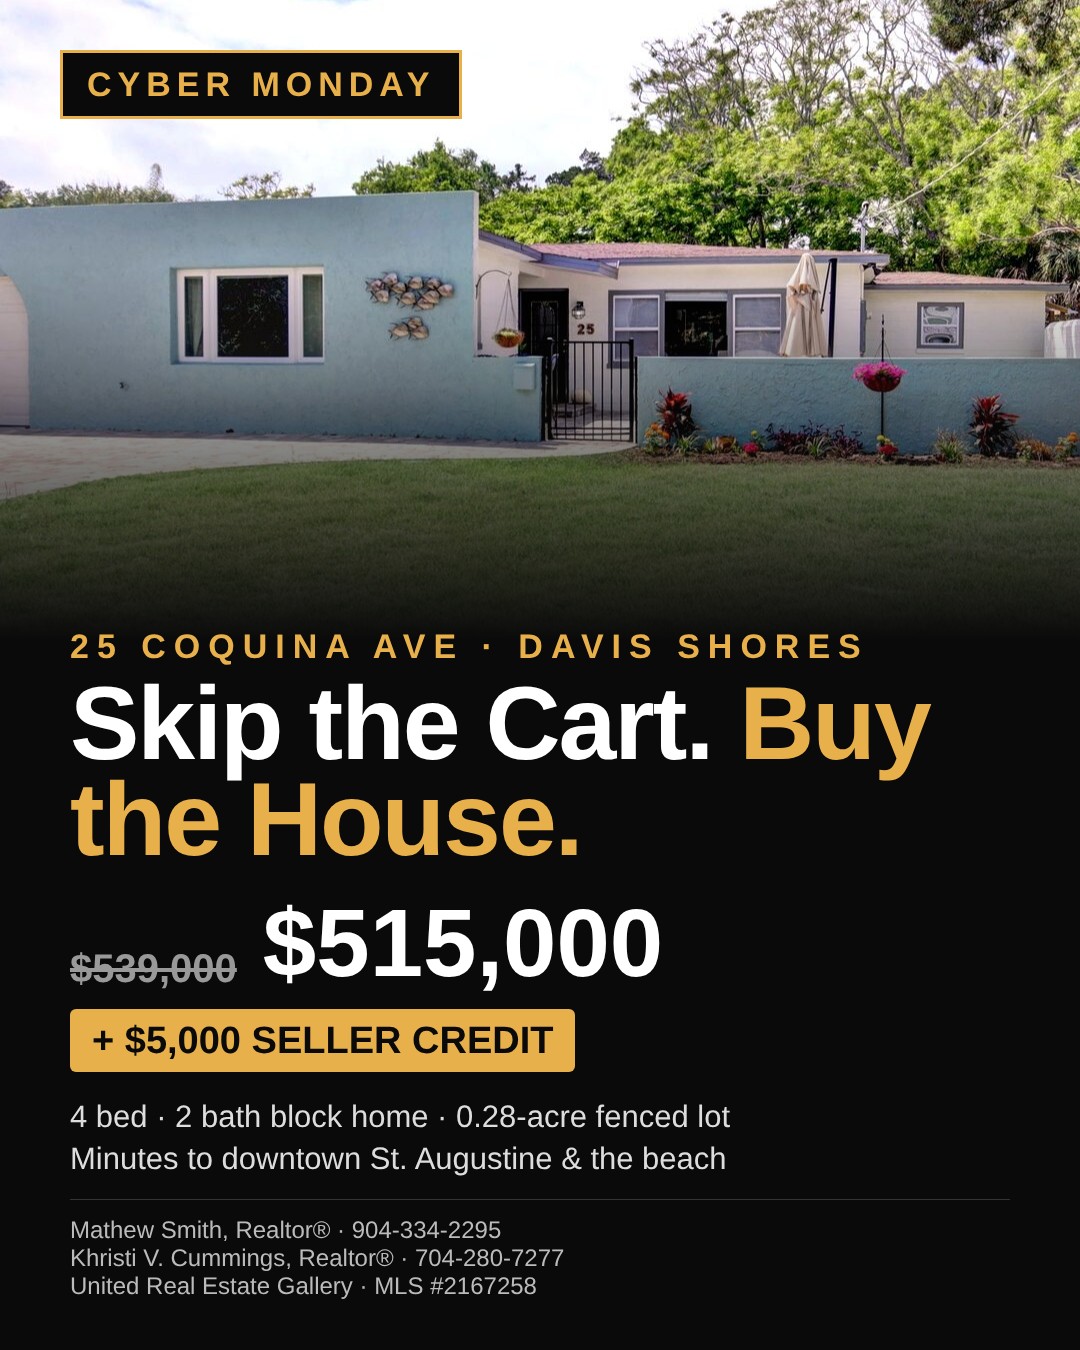 CYBER MONDAY
25
25 COQUINA AVE · DAVIS SHORES
Skip the Cart. Buy
the House.
$539,000 $515,000
+ $5,000 SELLER CREDIT
4 bed · 2 bath block home · 0.28-acre fenced lot
Minutes to downtown St. Augustine & the beach
Mathew Smith, Realtor® · 904-334-2295
Khristi V. Cummings, Realtor® · 704-280-7277
United Real Estate Gallery · MLS #2167258